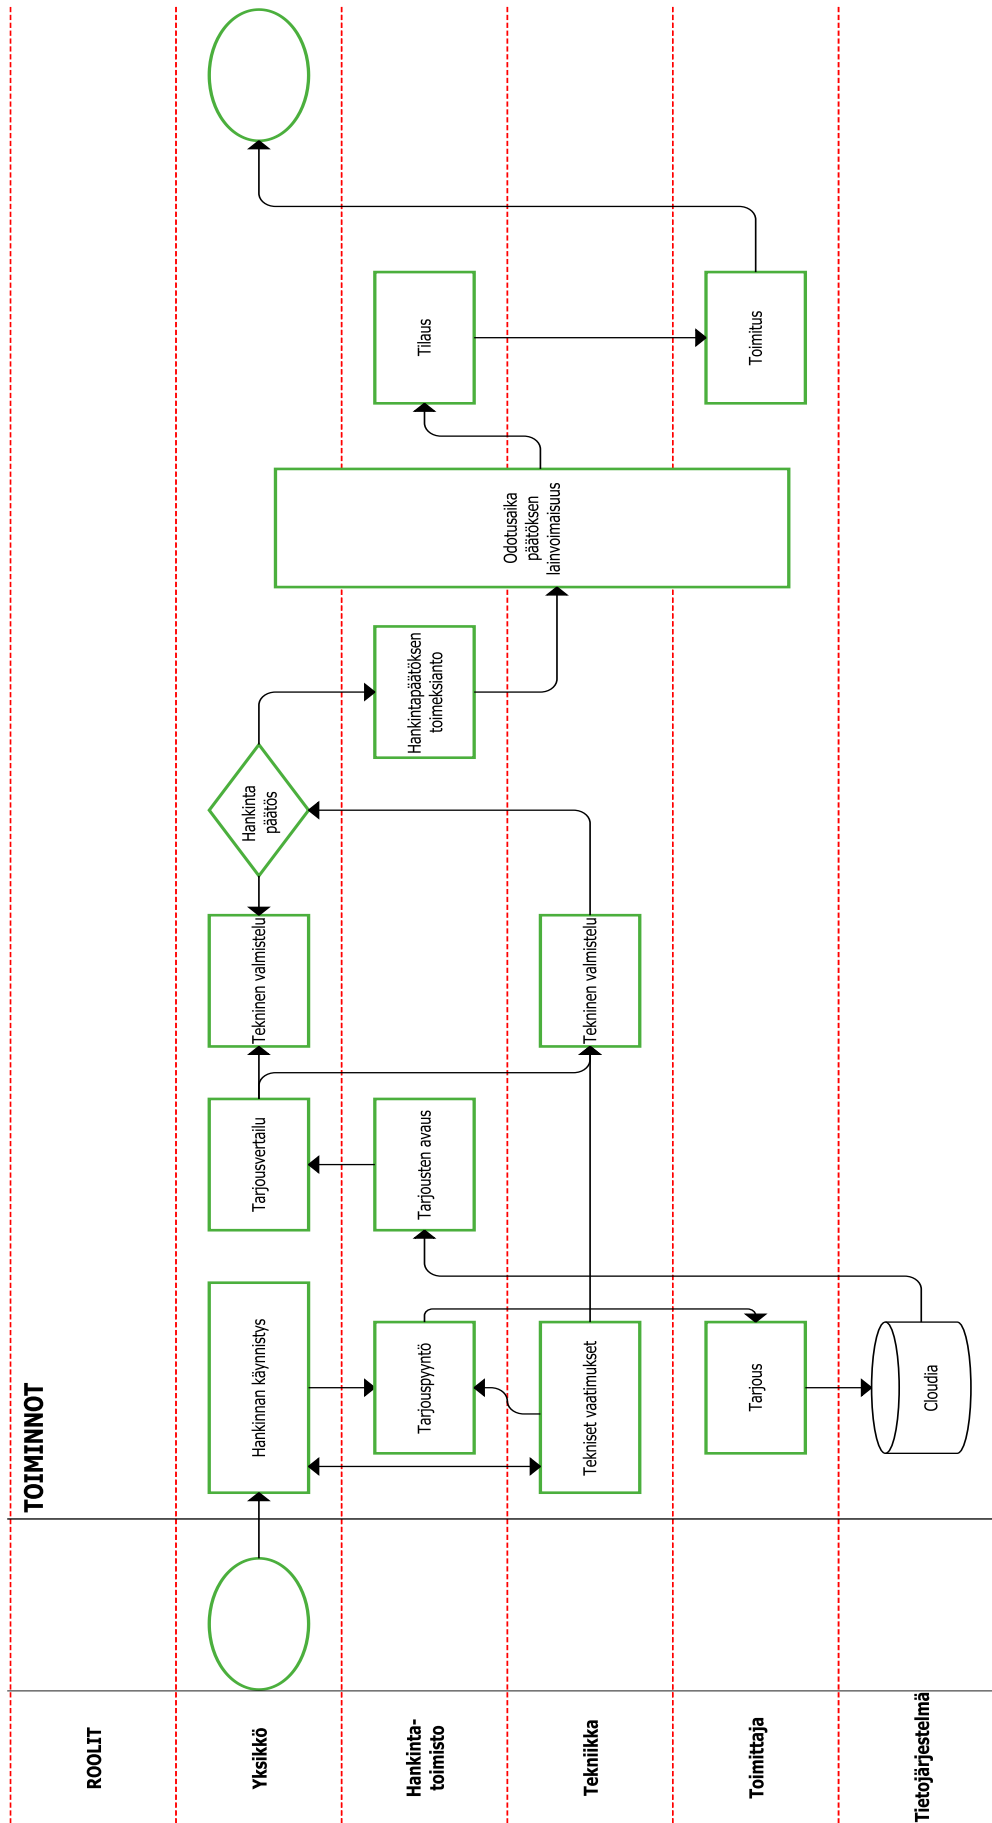 TOIMINNOT
ROOLIT
Yksikkö
Hankinnan käynnistys
Tarjousvertailu
Tekninen valmistelu
Hankinta
päätös
Hankinta-
toimisto
Tarjouspyyntö
Tarjousten avaus
Hankintapäätöksen
toimeksianto
Tilaus
Odotusaika
päätöksen
lainvoimaisuus
Tekniikka
Tekniset vaatimukset
Tekninen valmistelu
Toimittaja
Tarjous
Toimitus
Tietojärjestelmä
Cloudia